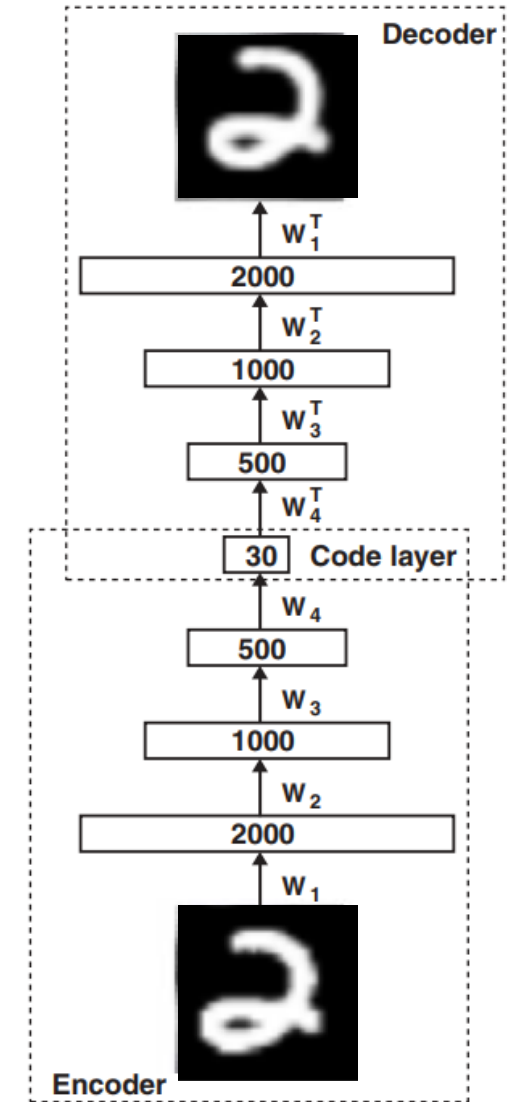 Decoder
W₁ᵀ
2000
W₂ᵀ
1000
W₃ᵀ
500
W₄ᵀ
30 Code layer
W₄
500
W₃
1000
W₂
2000
W₁
2
Encoder